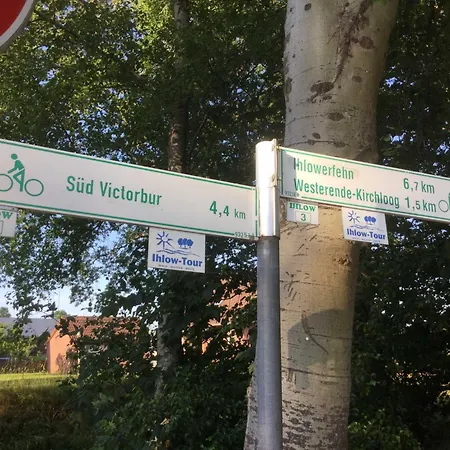 Süd Victorbur 4,4 km
Ihlow-Tour
Ihlowerfehn 6,7 km
Westerende-Kirchloog 1,5 km
IHLOW
3
Ihlow-Tour